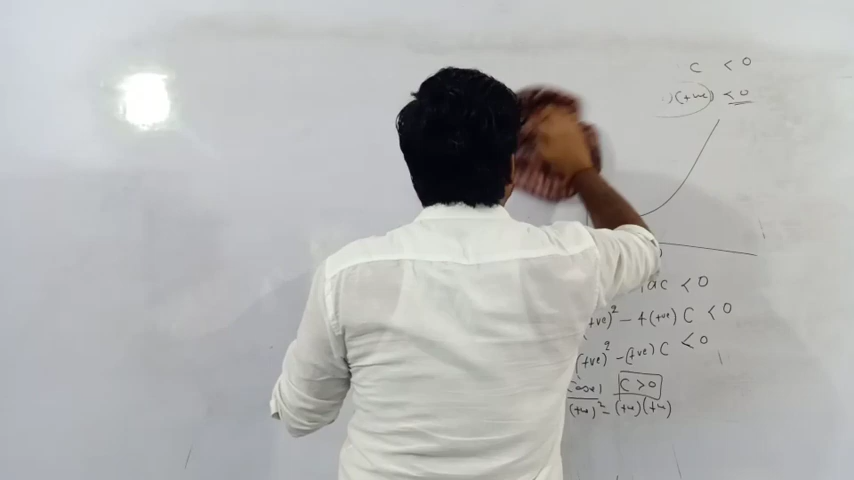 C < 0
(+ve) < 0
ac < 0
+ve)² - 4(+ve) C < 0
(+ve)² - (+ve) C < 0
Case 1 C > 0
(+ve)² - (+ve)(+ve)